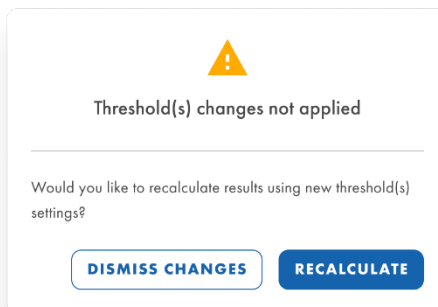 Threshold(s) changes not applied
Would you like to recalculate results using new threshold(s)
settings?
DISMISS CHANGES
RECALCULATE